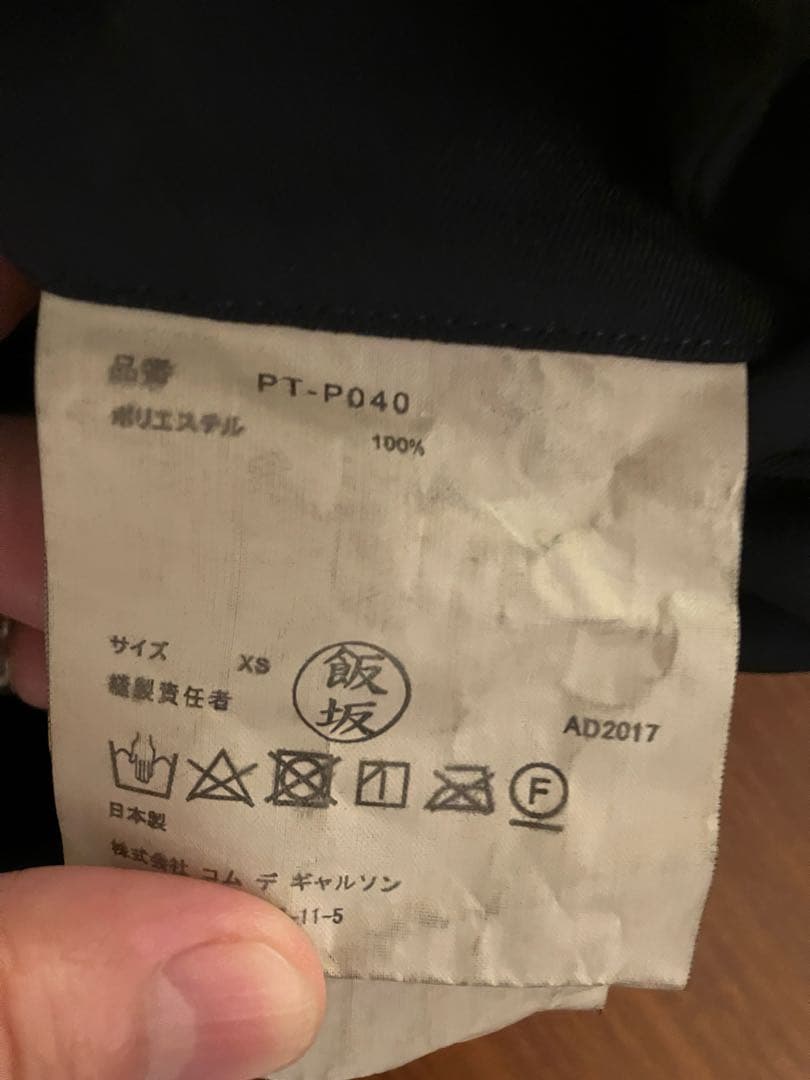 品番 PT-P040
ポリエステル 100%
サイズ XS
縫製責任者 飯坂
AD2017
F
日本製
株式会社 コム デ ギャルソン
-11-5